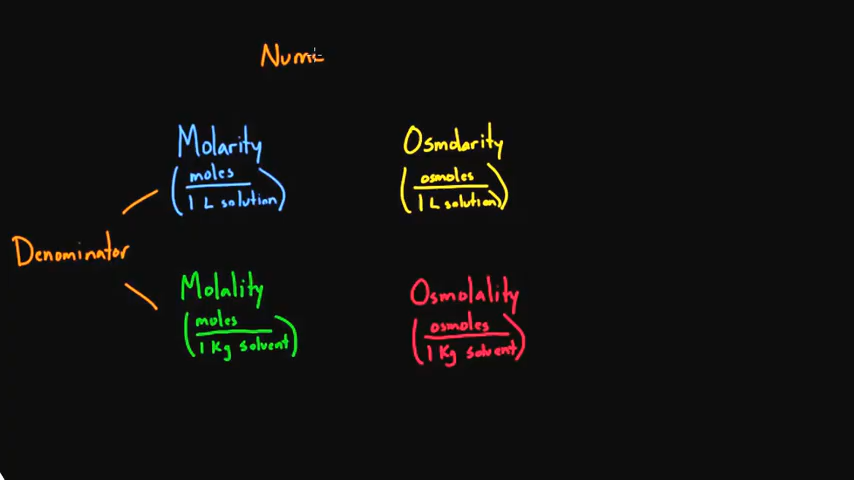 Nume
Molarity
(moles
1 L solution)
Osmolarity
(osmoles
1 L solution)
Denominator
Molality
(moles
1 Kg solvent)
Osmolality
(osmoles
1 Kg solvent)